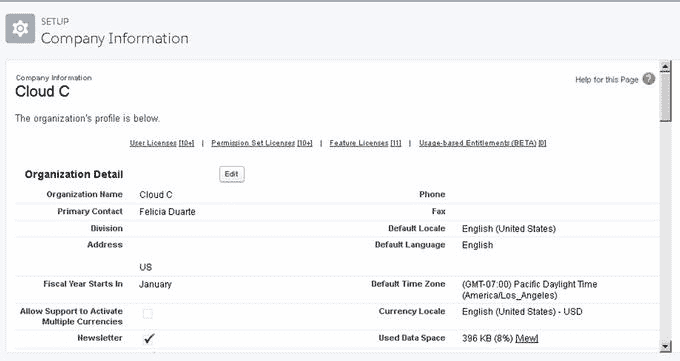 SETUP
Company Information
Company Information
Cloud C
Help for this Page ?
The organization's profile is below.
User Licenses [10+] | Permission Set Licenses [10+] | Feature Licenses [11] | Usage-based Entitlements (BETA) [0]
Organization Detail Edit
Organization Name Cloud C Phone
Primary Contact Felicia Duarte Fax
Division Default Locale English (United States)
Address Default Language English
US
Fiscal Year Starts In January Default Time Zone (GMT-07:00) Pacific Daylight Time
(America/Los_Angeles)
Allow Support to Activate Currency Locale English (United States) - USD
Multiple Currencies
Newsletter Used Data Space 396 KB (8%) [View]